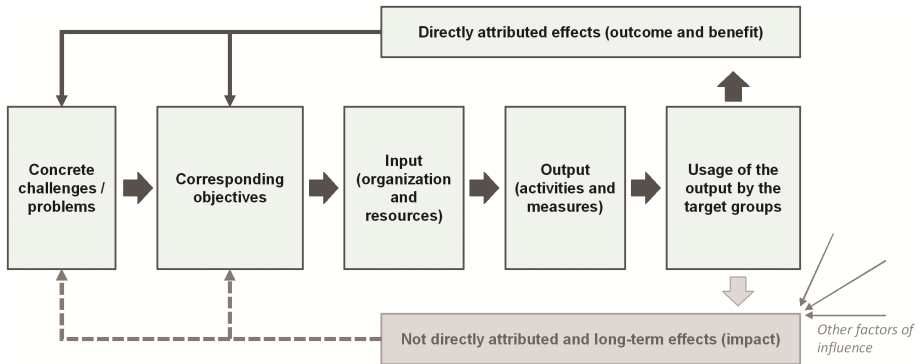 Directly attributed effects (outcome and benefit)
Concrete
challenges /
problems
Corresponding
objectives
Input
(organization
and
resources)
Output
(activities and
measures)
Usage of the
output by the
target groups
Not directly attributed and long-term effects (impact)
Other factors of
influence